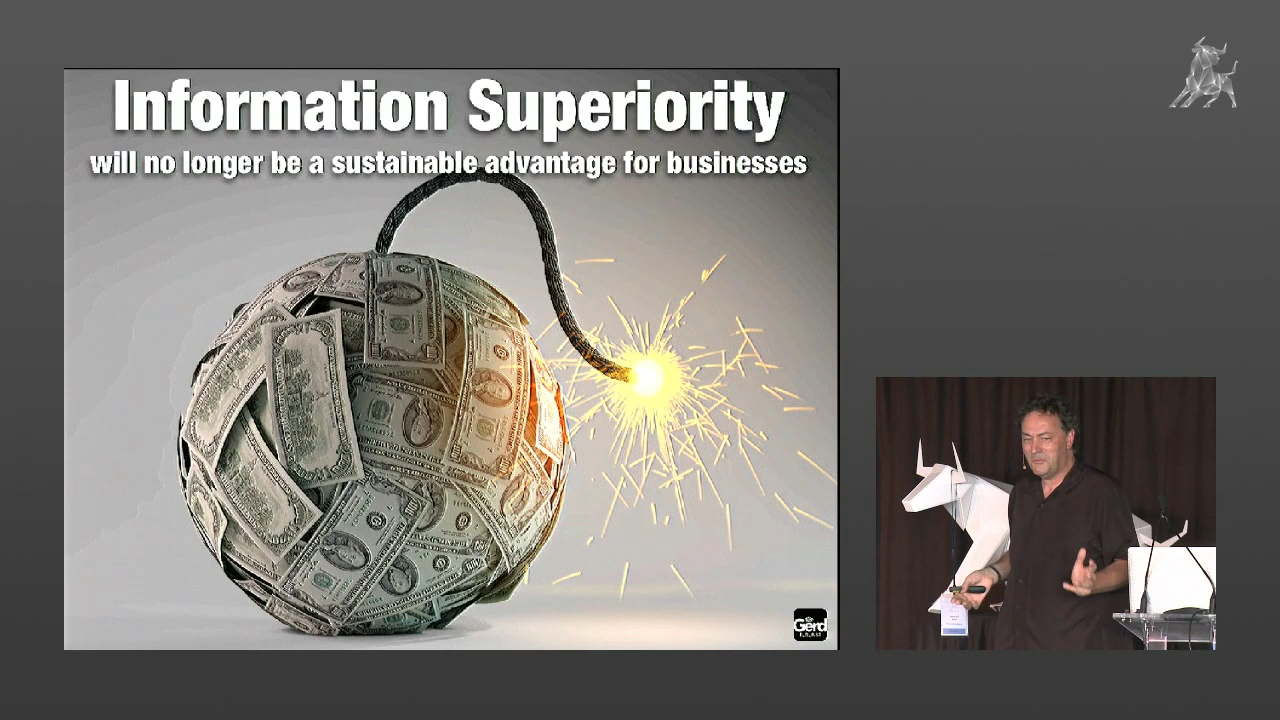 Information Superiority
will no longer be a sustainable advantage for businesses
Gerd